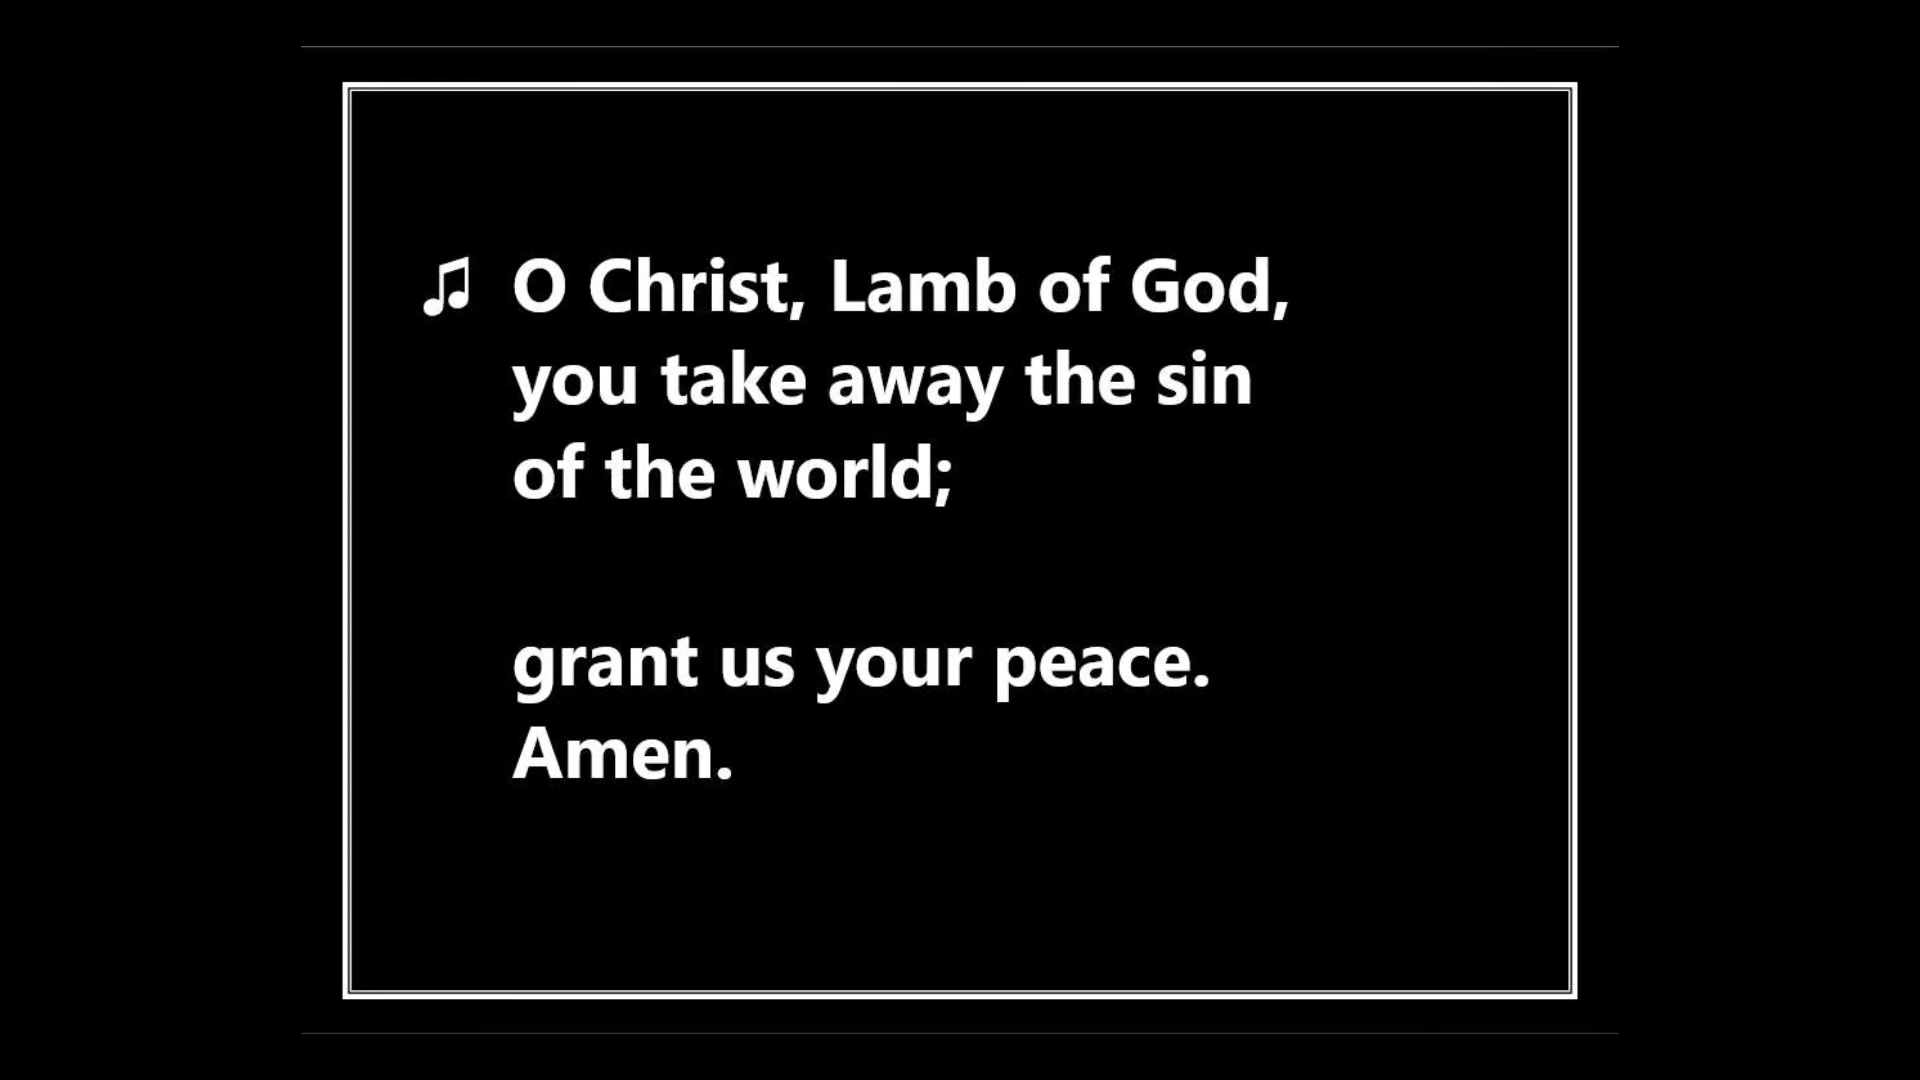 ♫ O Christ, Lamb of God,
you take away the sin
of the world;
grant us your peace.
Amen.